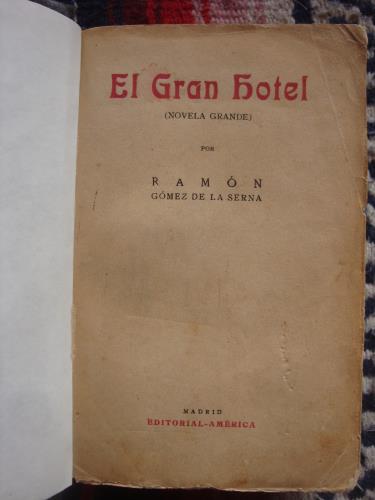 El Gran Hotel
(NOVELA GRANDE)
POR
RAMÓN
GÓMEZ DE LA SERNA
MADRID
EDITORIAL-AMÉRICA